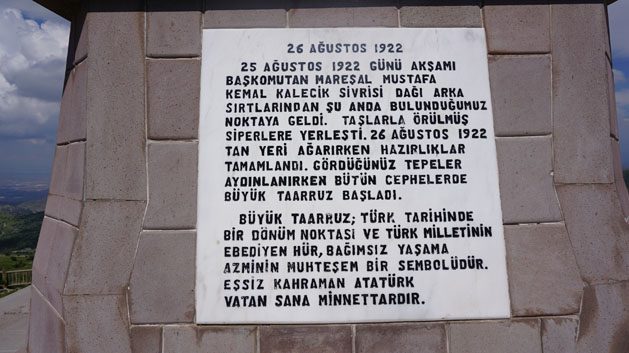 26 AĞUSTOS 1922
25 AĞUSTOS 1922 GÜNÜ AKŞAMI
BAŞKOMUTAN MAREŞAL MUSTAFA
KEMAL KALECİK SİVRİSİ DAĞI ARKA
SIRTLARINDAN ŞU ANDA BULUNDUĞUMUZ
NOKTAYA GELDİ. TAŞLARLA ÖRÜLMÜŞ
SİPERLERE YERLEŞTİ. 26 AĞUSTOS 1922
TAN YERİ AĞARIRKEN HAZIRLIKLAR
TAMAMLANDI. GÖRDÜĞÜNÜZ TEPELER
AYDINLANIRKEN BÜTÜN CEPHELERDE
BÜYÜK TAARRUZ BAŞLADI.
BÜYÜK TAARRUZ; TÜRK TARİHİNDE
BİR DÖNÜM NOKTASI VE TÜRK MİLLETİNİN
EBEDİYEN HÜR, BAĞIMSIZ YAŞAMA
AZMİNİN MUHTEŞEM BİR SEMBOLÜDÜR.
EŞSİZ KAHRAMAN ATATÜRK
VATAN SANA MİNNETTARDIR.